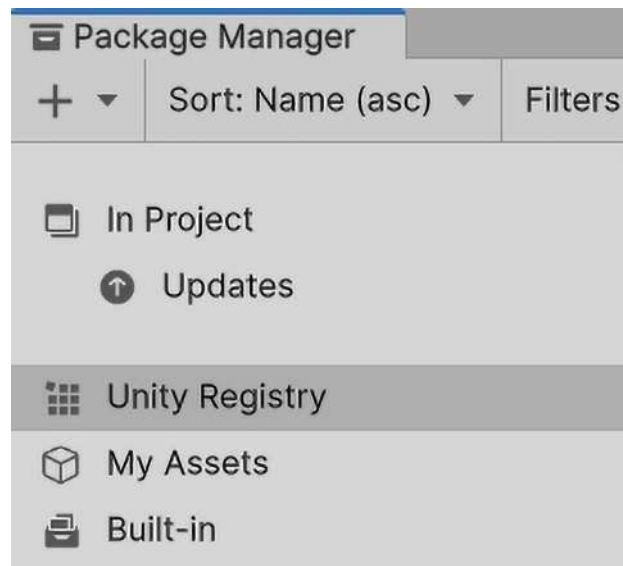 Package Manager
+ Sort: Name (asc) Filters
In Project
Updates
Unity Registry
My Assets
Built-in